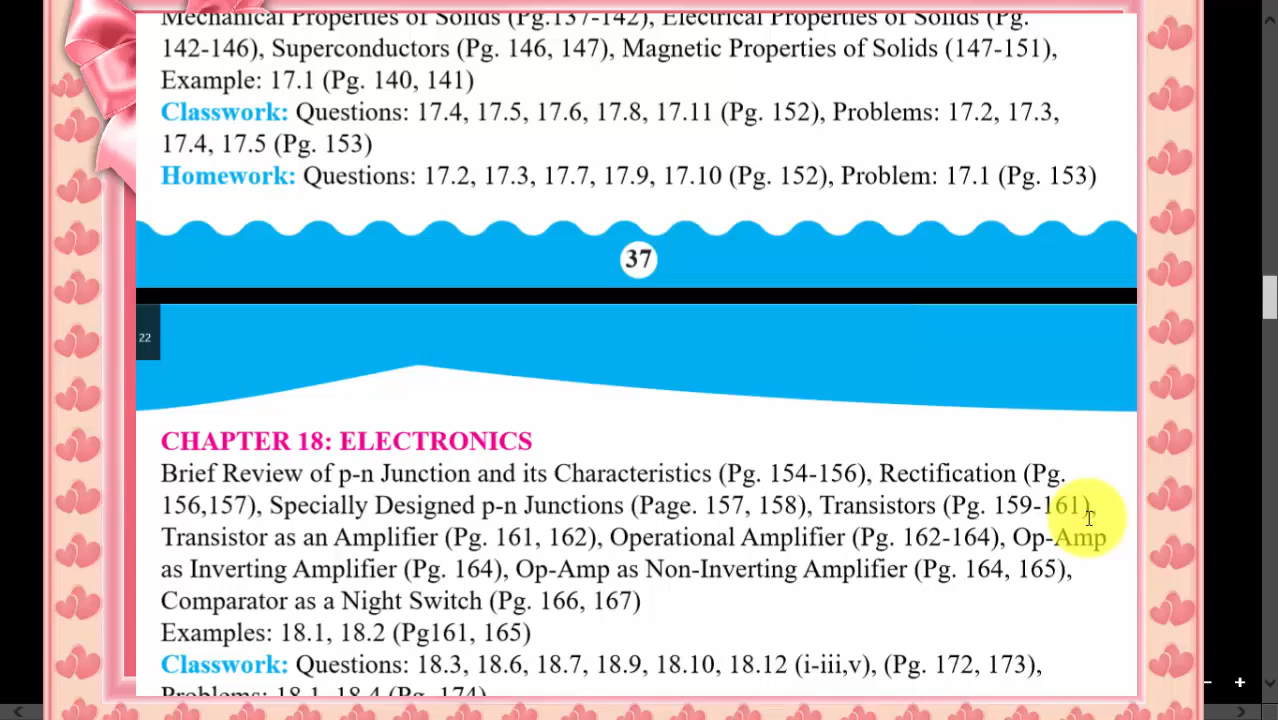 Mechanical Properties of Solids (Pg.137-142), Electrical Properties of Solids (Pg.
142-146), Superconductors (Pg. 146, 147), Magnetic Properties of Solids (147-151),
Example: 17.1 (Pg. 140, 141)
Classwork: Questions: 17.4, 17.5, 17.6, 17.8, 17.11 (Pg. 152), Problems: 17.2, 17.3,
17.4, 17.5 (Pg. 153)
Homework: Questions: 17.2, 17.3, 17.7, 17.9, 17.10 (Pg. 152), Problem: 17.1 (Pg. 153)
37
22
CHAPTER 18: ELECTRONICS
Brief Review of p-n Junction and its Characteristics (Pg. 154-156), Rectification (Pg.
156,157), Specially Designed p-n Junctions (Page. 157, 158), Transistors (Pg. 159-161),
Transistor as an Amplifier (Pg. 161, 162), Operational Amplifier (Pg. 162-164), Op-Amp
as Inverting Amplifier (Pg. 164), Op-Amp as Non-Inverting Amplifier (Pg. 164, 165),
Comparator as a Night Switch (Pg. 166, 167)
Examples: 18.1, 18.2 (Pg161, 165)
Classwork: Questions: 18.3, 18.6, 18.7, 18.9, 18.10, 18.12 (i-iii,v), (Pg. 172, 173),
Problems: 18.1, 18.4 (Pg. 174)